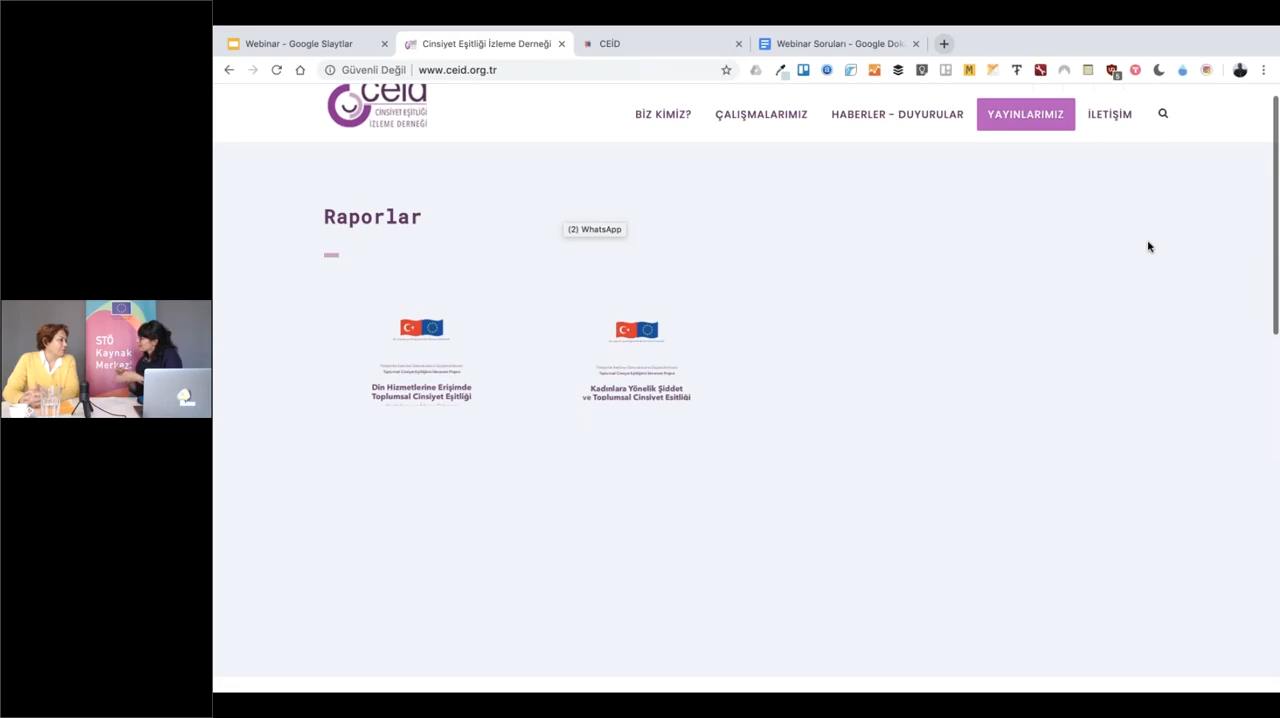 Webinar - Google Slaytlar
Cinsiyet Eşitliği İzleme Derneği
CEİD
Webinar Soruları - Google Dok
Güvenli Değil
www.ceid.org.tr
ceid
CİNSİYET EŞİTLİĞİ
İZLEME DERNEĞİ
BİZ KİMİZ?
ÇALIŞMALARIMIZ
HABERLER – DUYURULAR
YAYINLARIMIZ
İLETİŞİM
Raporlar
(2) WhatsApp
Din Hizmetlerine Erişimde
Toplumsal Cinsiyet Eşitliği
Kadınlara Yönelik Şiddet
ve Toplumsal Cinsiyet Eşitliği
STÖ
Kaynak
Merkezi